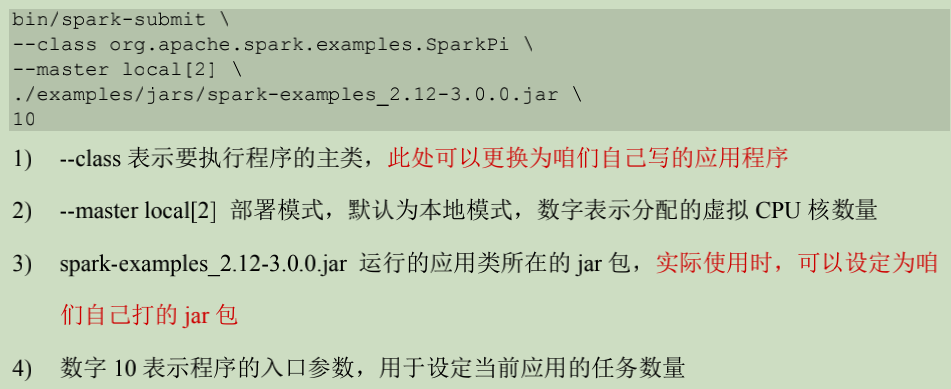 bin/spark-submit \
--class org.apache.spark.examples.SparkPi \
--master local[2] \
./examples/jars/spark-examples_2.12-3.0.0.jar \
10
1) --class 表示要执行程序的主类，此处可以更换为咱们自己写的应用程序
2) --master local[2] 部署模式，默认为本地模式，数字表示分配的虚拟 CPU 核数量
3) spark-examples_2.12-3.0.0.jar 运行的应用类所在的 jar 包，实际使用时，可以设定为咱
们自己打的 jar 包
4) 数字 10 表示程序的入口参数，用于设定当前应用的任务数量